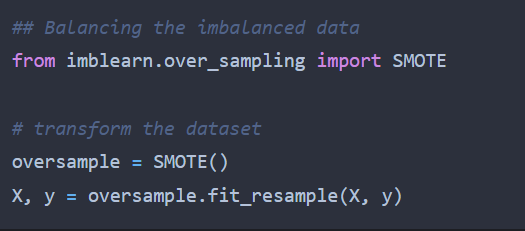 ## Balancing the imbalanced data
from imblearn.over_sampling import SMOTE
# transform the dataset
oversample = SMOTE()
X, y = oversample.fit_resample(X, y)